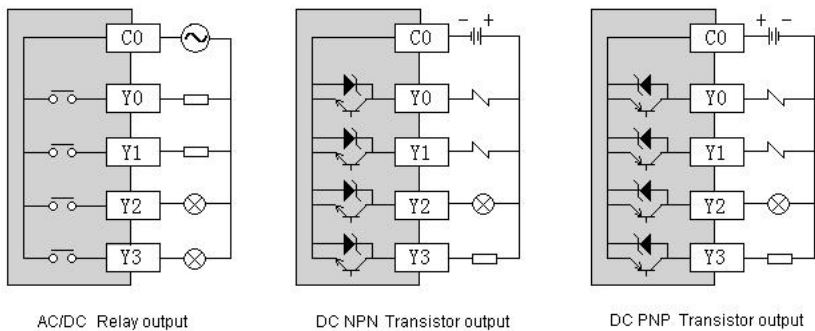 C0
Y0
Y1
Y2
Y3
AC/DC Relay output
− +
C0
Y0
Y1
Y2
Y3
DC NPN Transistor output
+ −
C0
Y0
Y1
Y2
Y3
DC PNP Transistor output